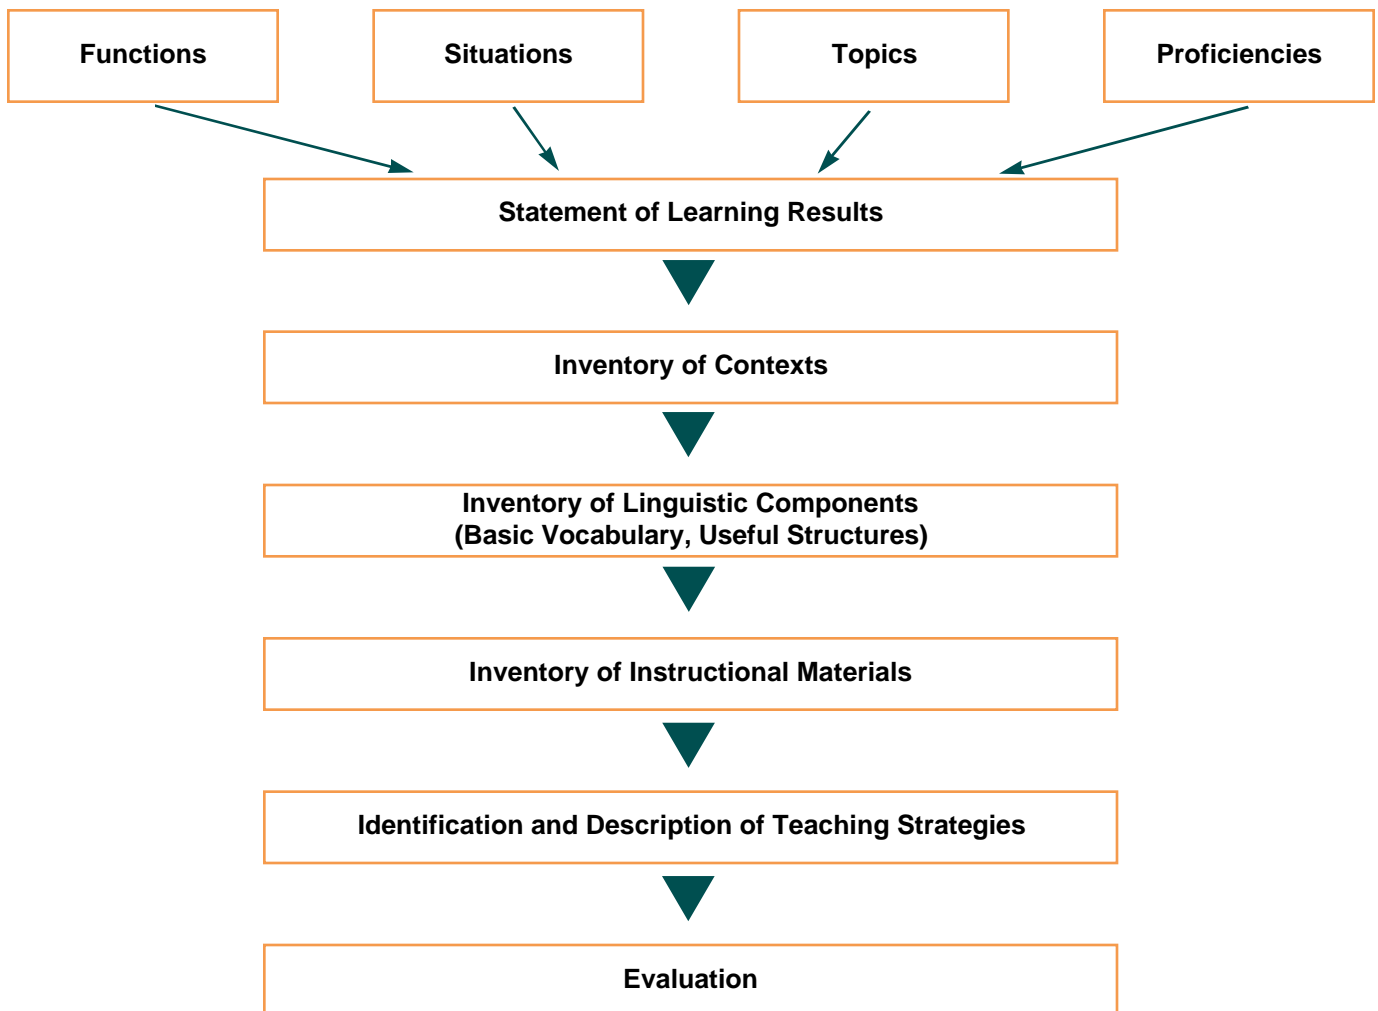 Functions
Situations
Topics
Proficiencies
Statement of Learning Results
Inventory of Contexts
Inventory of Linguistic Components
(Basic Vocabulary, Useful Structures)
Inventory of Instructional Materials
Identification and Description of Teaching Strategies
Evaluation